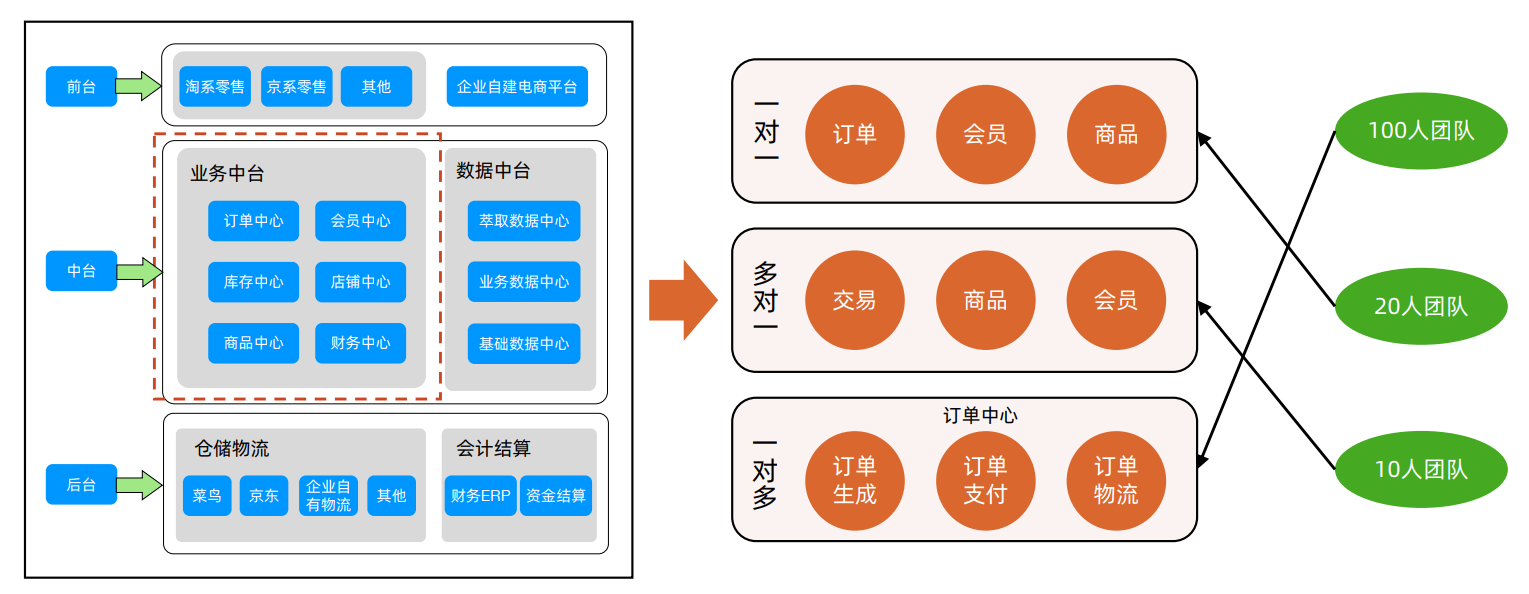 前台
淘系零售
京系零售
其他
企业自建电商平台
中台
业务中台
订单中心
会员中心
库存中心
店铺中心
商品中心
财务中心
数据中台
萃取数据中心
业务数据中心
基础数据中心
后台
仓储物流
菜鸟
京东
企业自
有物流
其他
会计结算
财务ERP
资金结算
一对一
订单
会员
商品
多对一
交易
商品
会员
一对多
订单中心
订单
生成
订单
支付
订单
物流
100人团队
20人团队
10人团队